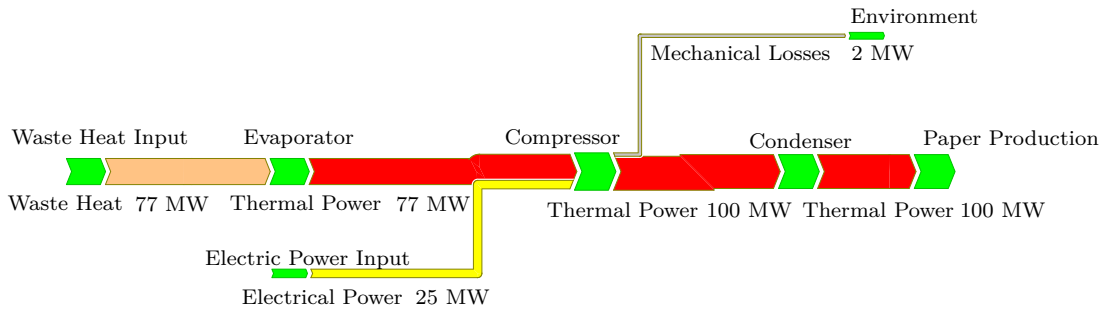 Environment
Mechanical Losses 2 MW
Waste Heat Input
Evaporator
Compressor
Condenser
Paper Production
Waste Heat 77 MW
Thermal Power 77 MW
Thermal Power 100 MW
Thermal Power 100 MW
Electric Power Input
Electrical Power 25 MW